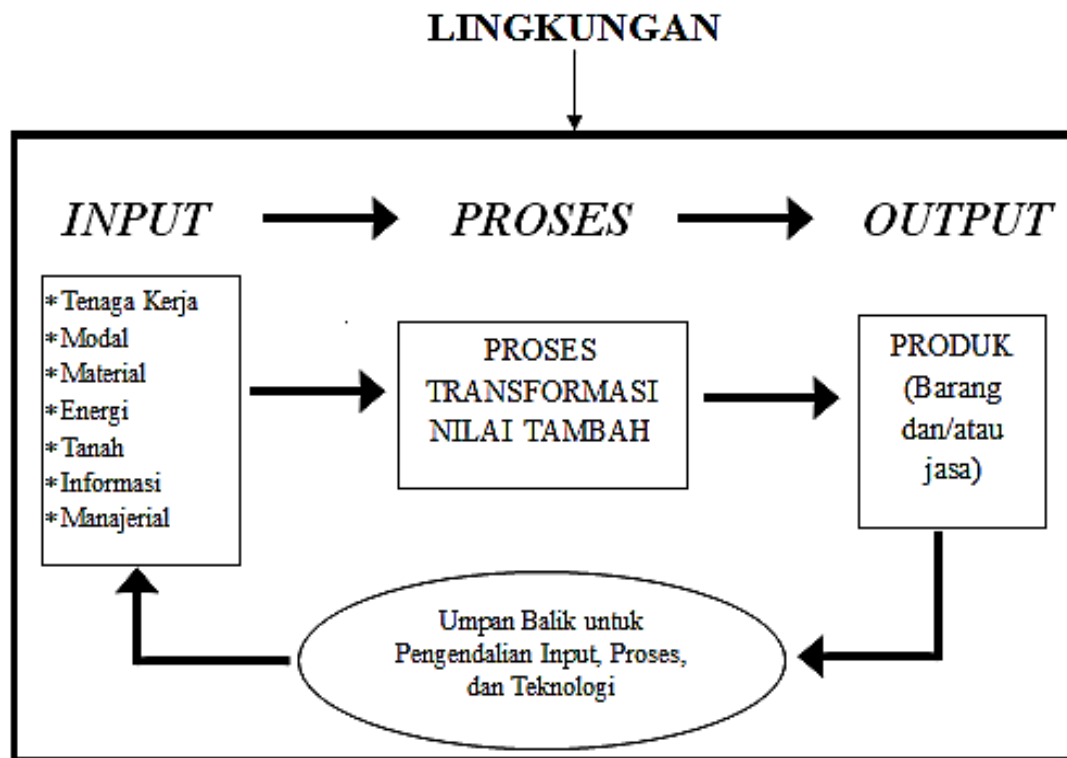 LINGKUNGAN
INPUT
PROSES
OUTPUT
*Tenaga Kerja
*Modal
*Material
*Energi
*Tanah
*Informasi
*Manajerial
PROSES
TRANSFORMASI
NILAI TAMBAH
PRODUK
(Barang
dan/atau
jasa)
Umpan Balik untuk
Pengendalian Input, Proses,
dan Teknologi